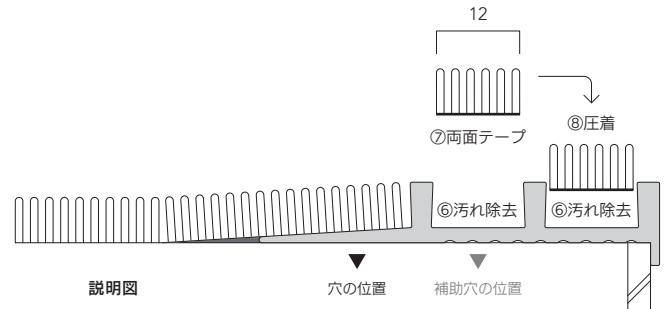 12
⑦両面テープ
⑧圧着
⑥汚れ除去
⑥汚れ除去
説明図
穴の位置
補助穴の位置